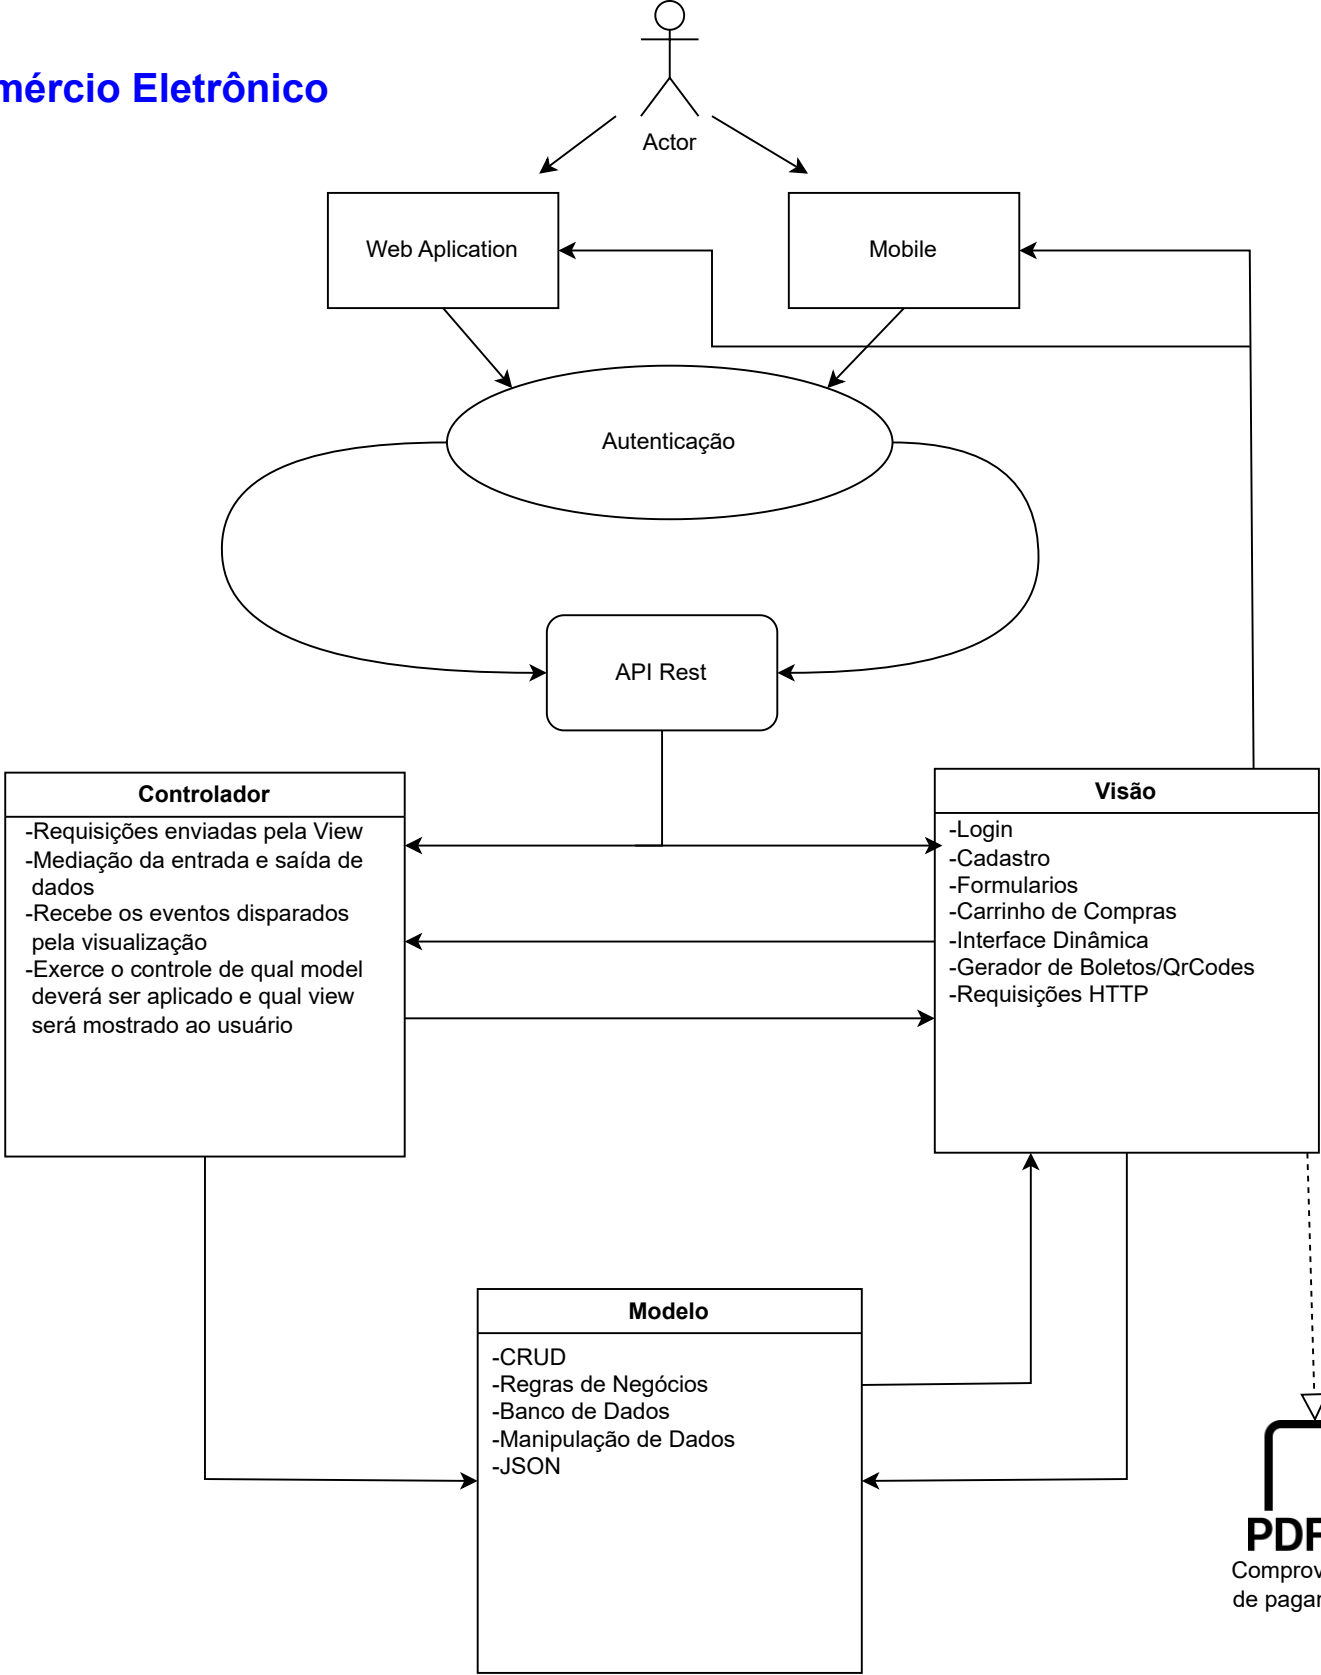 Actor
mércio Eletrônico
Web Aplication
Mobile
Autenticação
API Rest
Controlador
-Requisições enviadas pela View
-Mediação da entrada e saída de
dados
-Recebe os eventos disparados
pela visualização
-Exerce o controle de qual model
deverá ser aplicado e qual view
será mostrado ao usuário
Visão
-Login
-Cadastro
-Formularios
-Carrinho de Compras
-Interface Dinâmica
-Gerador de Boletos/QrCodes
-Requisições HTTP
Modelo
-CRUD
-Regras de Negócios
-Banco de Dados
-Manipulação de Dados
-JSON
PDF
Comprov
de pagar